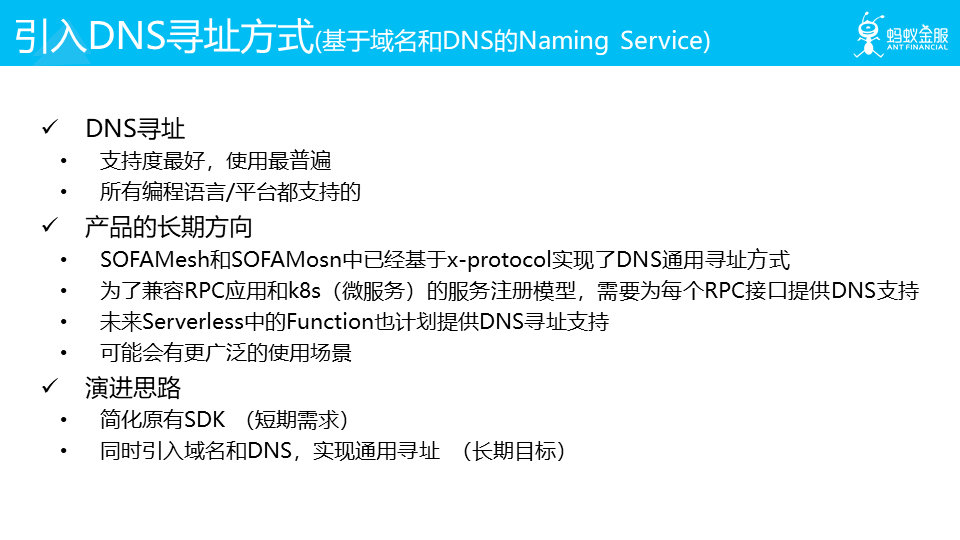 引入DNS寻址方式(基于域名和DNS的Naming Service)
蚂蚁金服
ANT FINANCIAL
✓ DNS寻址
• 支持度最好，使用最普遍
• 所有编程语言/平台都支持的
✓ 产品的长期方向
• SOFAMesh和SOFAMosn中已经基于x-protocol实现了DNS通用寻址方式
• 为了兼容RPC应用和k8s（微服务）的服务注册模型，需要为每个RPC接口提供DNS支持
• 未来Serverless中的Function也计划提供DNS寻址支持
• 可能会有更广泛的使用场景
✓ 演进思路
• 简化原有SDK （短期需求）
• 同时引入域名和DNS，实现通用寻址 （长期目标）